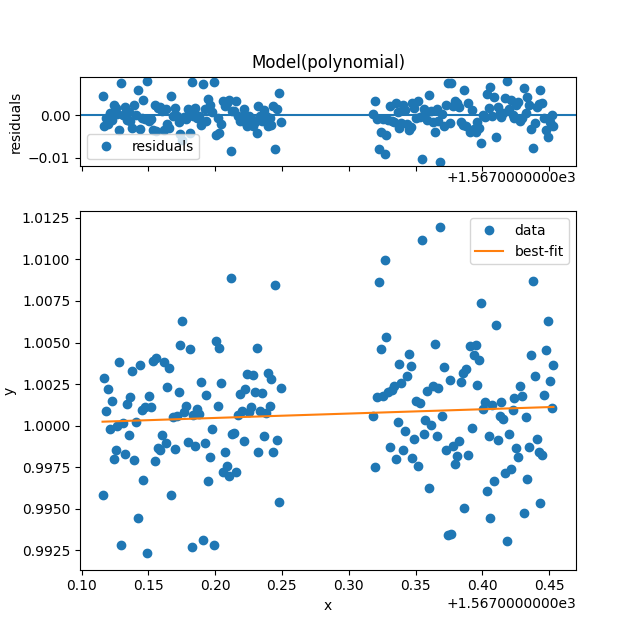 Model(polynomial)
residuals
0.00
−0.01
residuals
+1.5670000000e3
y
1.0125
1.0100
1.0075
1.0050
1.0025
1.0000
0.9975
0.9950
0.9925
data
best-fit
0.10 0.15 0.20 0.25 0.30 0.35 0.40 0.45
x
+1.5670000000e3